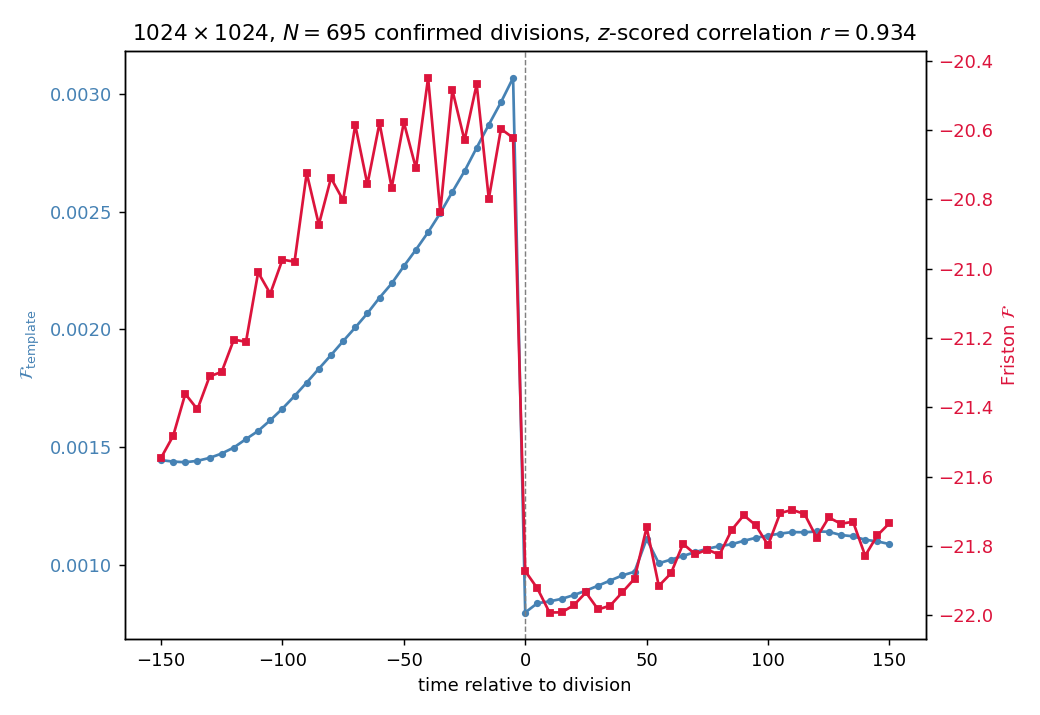 1024 × 1024, N = 695 confirmed divisions, z-scored correlation r = 0.934
0.0030
0.0025
0.0020
0.0015
0.0010
ℱtemplate
−20.4
−20.6
−20.8
−21.0
−21.2
−21.4
−21.6
−21.8
−22.0
Friston ℱ
−150 −100 −50 0 50 100 150
time relative to division